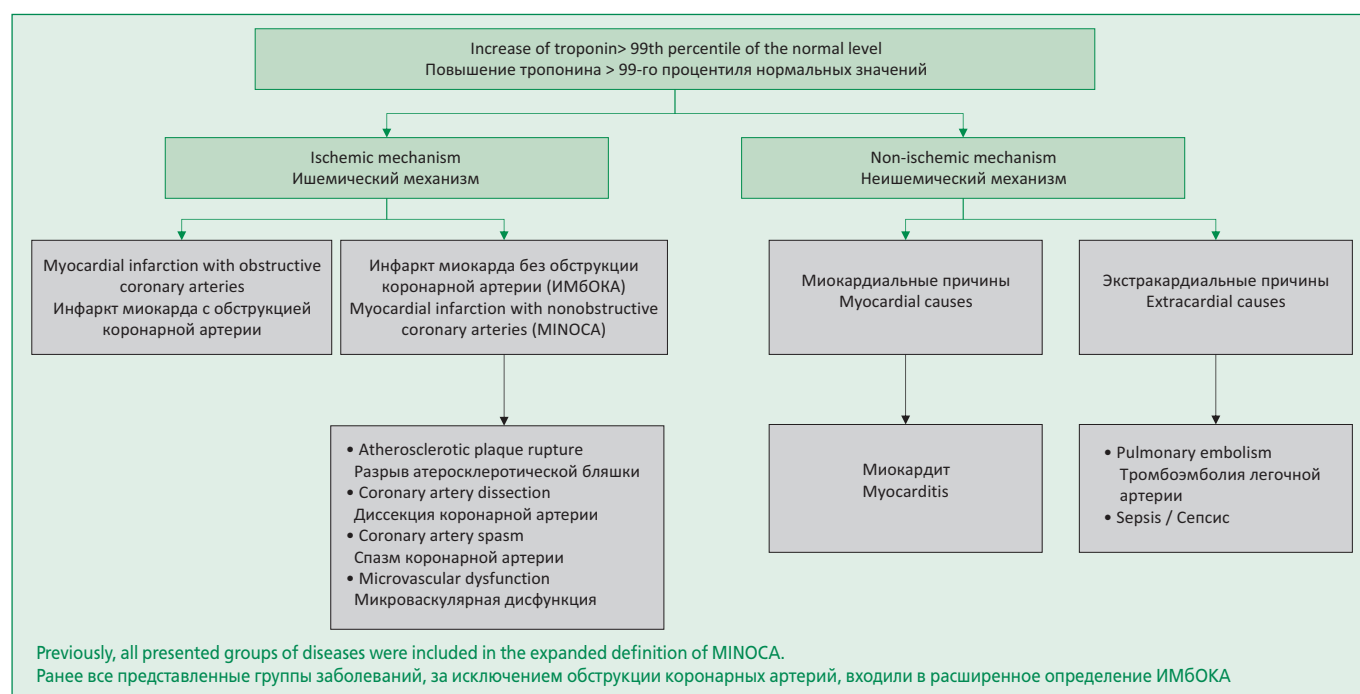 Increase of troponin> 99th percentile of the normal level
Повышение тропонина > 99-го процентиля нормальных значений
Ischemic mechanism
Ишемический механизм
Non-ischemic mechanism
Неишемический механизм
Myocardial infarction with obstructive
coronary arteries
Инфаркт миокарда с обструкцией
коронарной артерии
Инфаркт миокарда без обструкции
коронарной артерии (ИМбОКА)
Myocardial infarction with nonobstructive
coronary arteries (MINOCA)
Миокардиальные причины
Myocardial causes
Экстракардиальные причины
Extracardial causes
• Atherosclerotic plaque rupture
Разрыв атеросклеротической бляшки
• Coronary artery dissection
Диссекция коронарной артерии
• Coronary artery spasm
Спазм коронарной артерии
• Microvascular dysfunction
Микроваскулярная дисфункция
Миокардит
Myocarditis
• Pulmonary embolism
Тромбоэмболия легочной
артерии
• Sepsis / Сепсис
Previously, all presented groups of diseases were included in the expanded definition of MINOCA.
Ранее все представленные группы заболеваний, за исключением обструкции коронарных артерий, входили в расширенное определение ИМбОКА